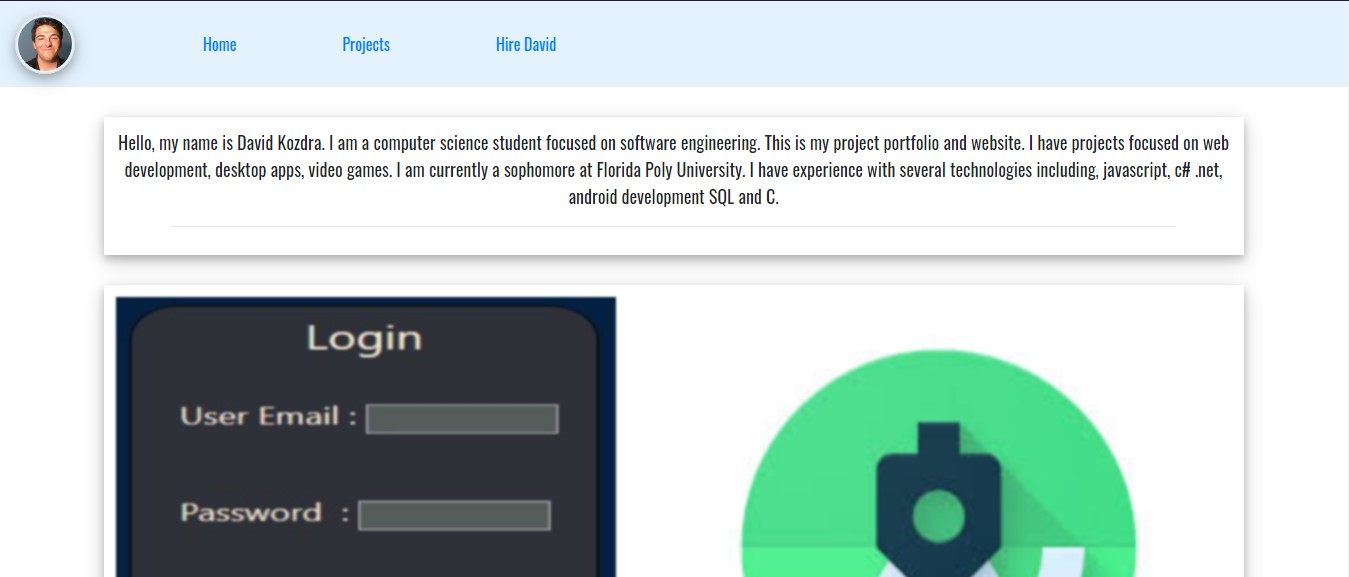 Home Projects Hire David
Hello, my name is David Kozdra. I am a computer science student focused on software engineering. This is my project portfolio and website. I have projects focused on web
development, desktop apps, video games. I am currently a sophomore at Florida Poly University. I have experience with several technologies including, javascript, c# .net,
android development SQL and C.
Login
User Email :
Password :